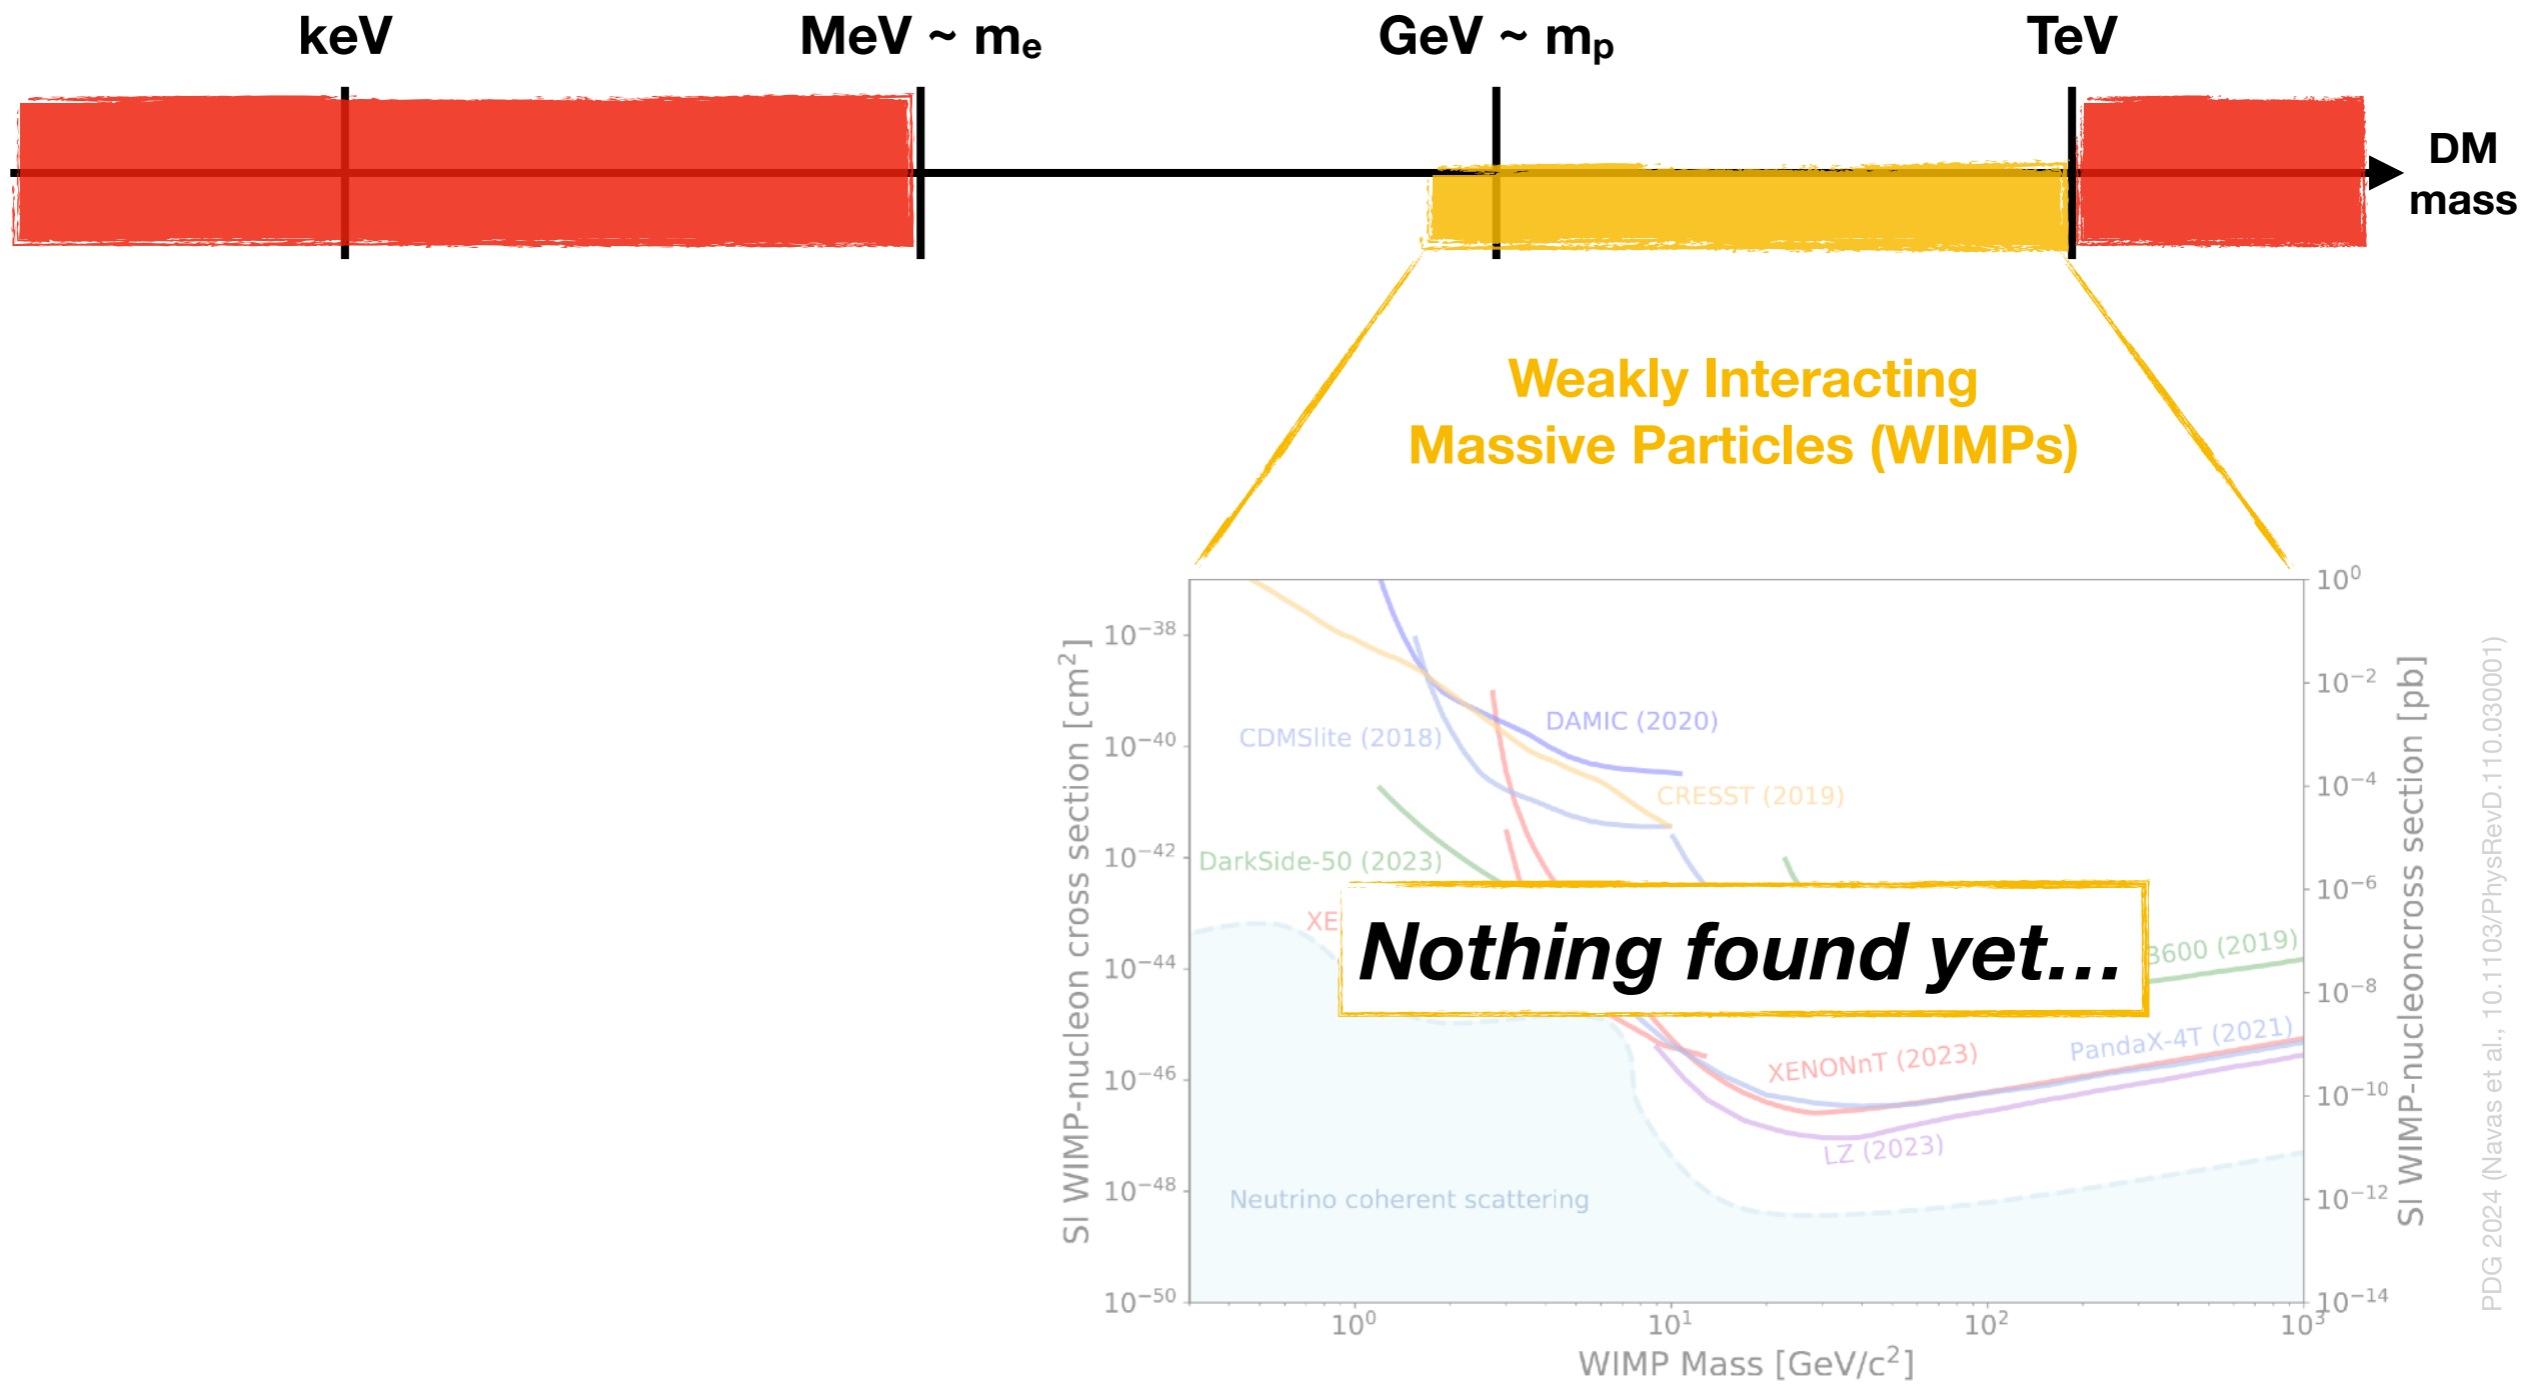 keV
MeV ~ mₑ
GeV ~ mₚ
TeV
DM
mass
Weakly Interacting
Massive Particles (WIMPs)
SI WIMP-nucleon cross section [cm²]
10⁻³⁸
10⁻⁴⁰
10⁻⁴²
10⁻⁴⁴
10⁻⁴⁶
10⁻⁴⁸
10⁻⁵⁰
DAMIC (2020)
CDMSlite (2018)
CRESST (2019)
DarkSide-50 (2023)
XE
Nothing found yet...
3600 (2019)
PandaX-4T (2021)
XENONnT (2023)
LZ (2023)
Neutrino coherent scattering
10⁰
10⁻²
10⁻⁴
10⁻⁶
10⁻⁸
10⁻¹⁰
10⁻¹²
10⁻¹⁴
SI WIMP-nucleoncross section [pb]
10⁰
10¹
10²
10³
WIMP Mass [GeV/c²]
PDG 2024 (Navas et al., 10.1103/PhysRevD.110.030001)